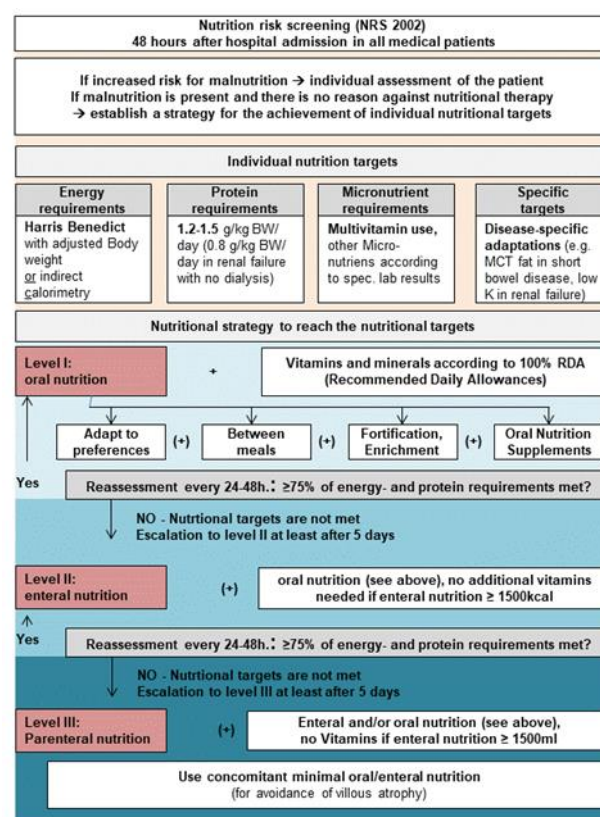 Nutrition risk screening (NRS 2002)
48 hours after hospital admission in all medical patients
If increased risk for malnutrition → individual assessment of the patient
If malnutrition is present and there is no reason against nutritional therapy
→ establish a strategy for the achievement of individual nutritional targets
Individual nutrition targets
Energy
requirements
Harris Benedict
with adjusted Body
weight
or indirect
calorimetry
Protein
requirements
1.2-1.5 g/kg BW/
day (0.8 g/kg BW/
day in renal failure
with no dialysis)
Micronutrient
requirements
Multivitamin use,
other Micro-
nutriens according
to spec. lab results
Specific
targets
Disease-specific
adaptations (e.g.
MCT fat in short
bowel disease, low
K in renal failure)
Nutritional strategy to reach the nutritional targets
Level I:
oral nutrition
+
Vitamins and minerals according to 100% RDA
(Recommended Daily Allowances)
Adapt to
preferences
(+)
Between
meals
(+)
Fortification,
Enrichment
(+)
Oral Nutrition
Supplements
Yes
Reassessment every 24-48h.: ≥75% of energy- and protein requirements met?
NO - Nutrtional targets are not met
Escalation to level II at least after 5 days
Level II:
enteral nutrition
(+)
oral nutrition (see above), no additional vitamins
needed if enteral nutrition ≥ 1500kcal
Yes
Reassessment every 24-48h.: ≥75% of energy- and protein requirements met?
NO - Nutrtional targets are not met
Escalation to level III at least after 5 days
Level III:
Parenteral nutrition
(+)
Enteral and/or oral nutrition (see above),
no Vitamins if enteral nutrition ≥ 1500ml
Use concomitant minimal oral/enteral nutrition
(for avoidance of villous atrophy)